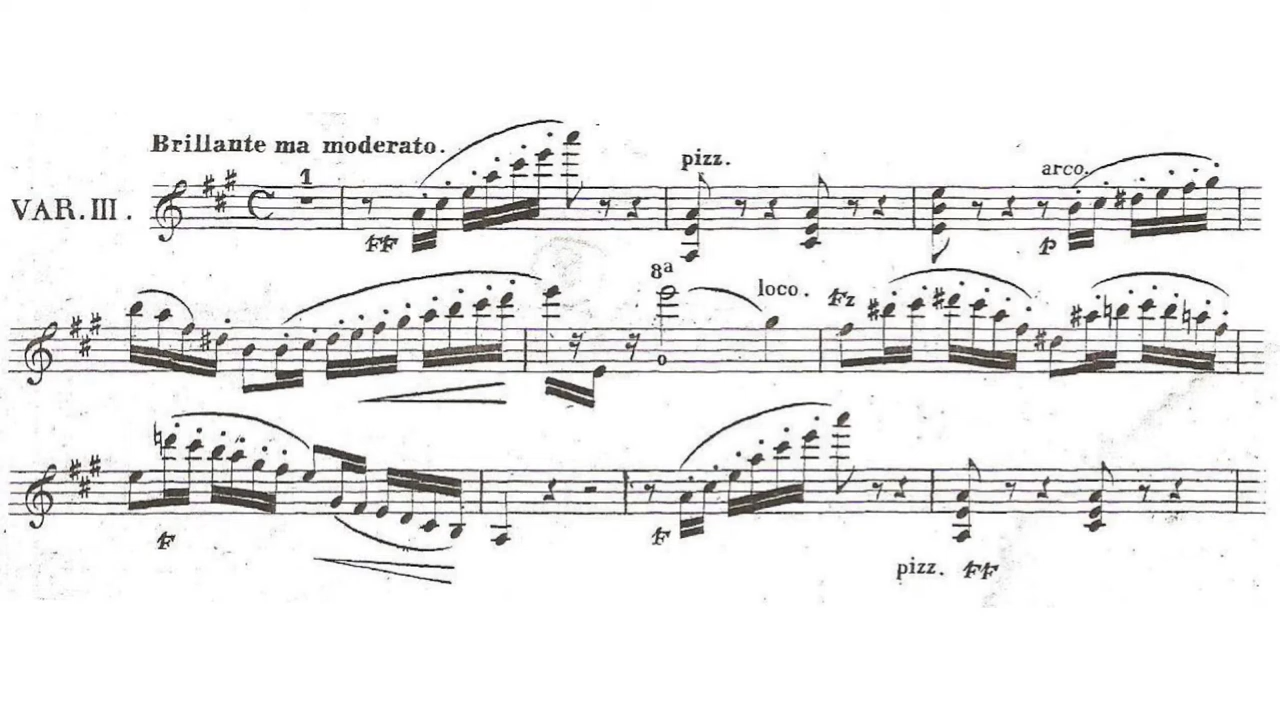 Brillante ma moderato.
1
pizz.
arco.
VAR. III.
FF
P
8ª
loco.
Fz
F
F
pizz. FF